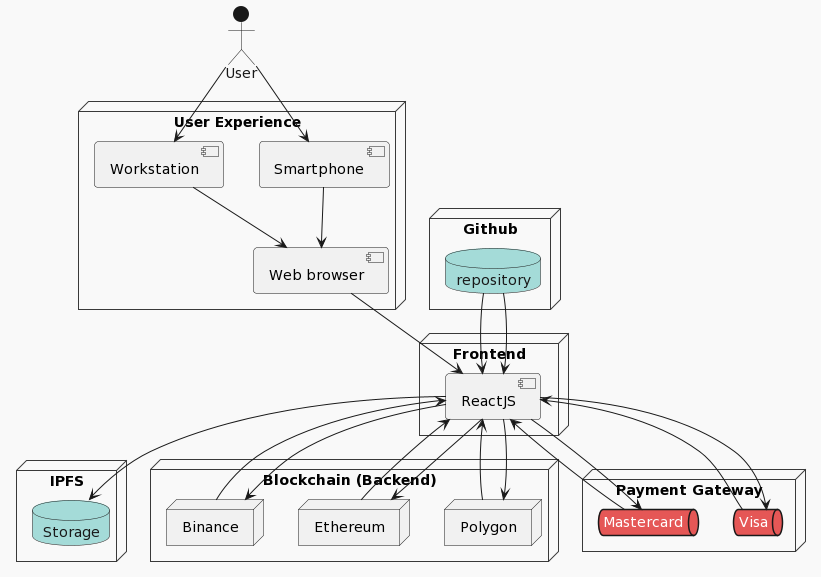 User
User Experience
Workstation
Smartphone
Web browser
Github
repository
Frontend
ReactJS
IPFS
Storage
Blockchain (Backend)
Binance
Ethereum
Polygon
Payment Gateway
Mastercard
Visa